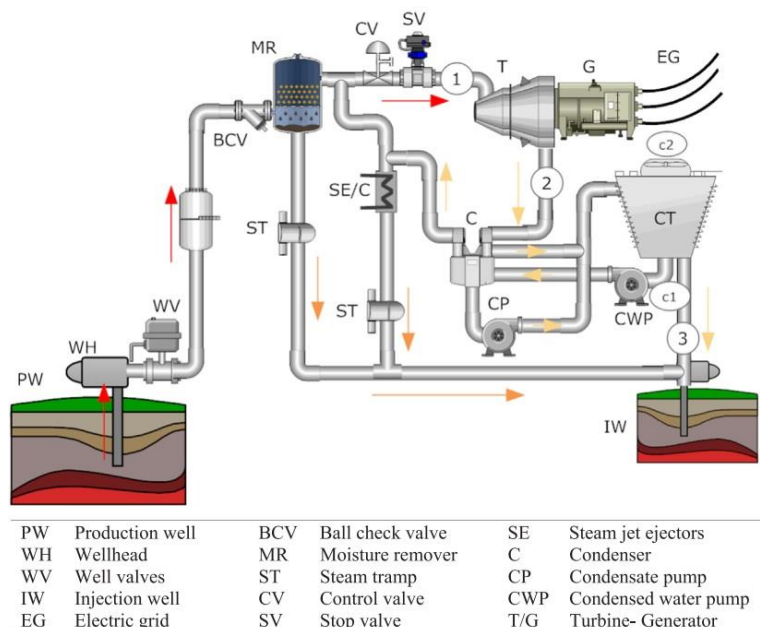 SV
CV
MR
T
G
EG
1
BCV
c2
2
SE/C
C
CT
ST
WV
ST
CP
c1
CWP
WH
3
PW
IW
PW Production well BCV Ball check valve SE Steam jet ejectors
WH Wellhead MR Moisture remover C Condenser
WV Well valves ST Steam tramp CP Condensate pump
IW Injection well CV Control valve CWP Condensed water pump
EG Electric grid SV Stop valve T/G Turbine- Generator